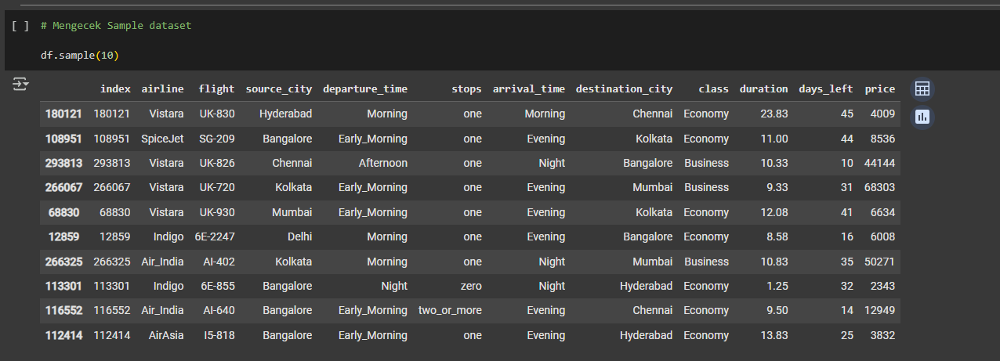 [ ] # Mengecek Sample dataset
df.sample(10)
index airline flight source_city departure_time stops arrival_time destination_city class duration days_left price
180121 180121 Vistara UK-830 Hyderabad Morning one Morning Chennai Economy 23.83 45 4009
108951 108951 SpiceJet SG-209 Bangalore Early_Morning one Evening Kolkata Economy 11.00 44 8536
293813 293813 Vistara UK-826 Chennai Afternoon one Night Bangalore Business 10.33 10 44144
266067 266067 Vistara UK-720 Kolkata Early_Morning one Evening Mumbai Business 9.33 31 68303
68830 68830 Vistara UK-930 Mumbai Early_Morning one Evening Kolkata Economy 12.08 41 6634
12859 12859 Indigo 6E-2247 Delhi Morning one Evening Bangalore Economy 8.58 16 6008
266325 266325 Air_India AI-402 Kolkata Morning one Night Mumbai Business 10.83 35 50271
113301 113301 Indigo 6E-855 Bangalore Night zero Night Hyderabad Economy 1.25 32 2343
116552 116552 Air_India AI-640 Bangalore Early_Morning two_or_more Evening Chennai Economy 9.50 14 12949
112414 112414 AirAsia I5-818 Bangalore Early_Morning one Evening Hyderabad Economy 13.83 25 3832